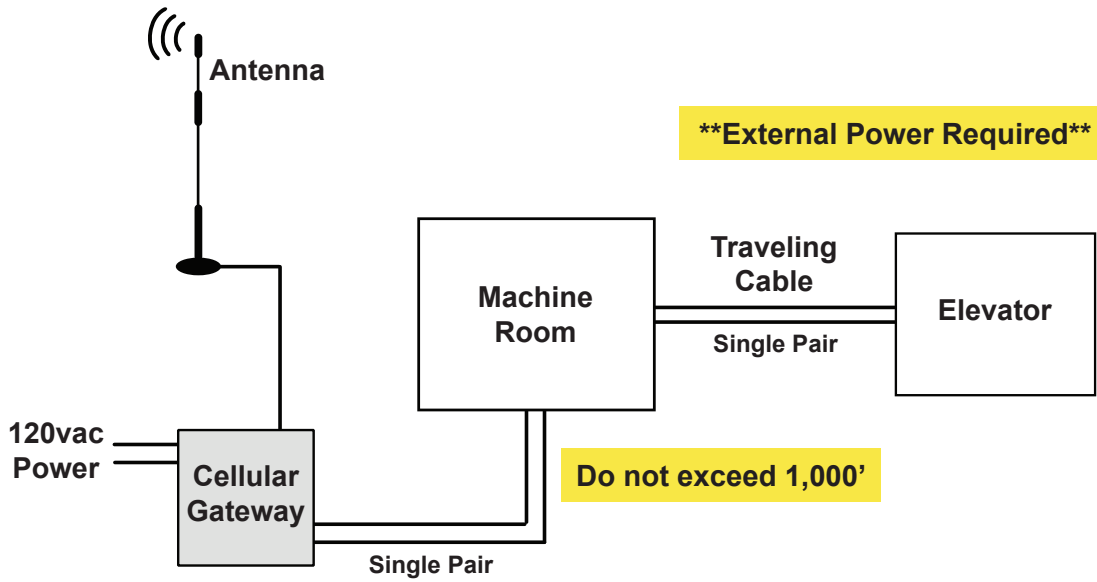 Antenna
**External Power Required**
Traveling
Cable
Machine
Room
Elevator
Single Pair
120vac
Power
Cellular
Gateway
Do not exceed 1,000’
Single Pair